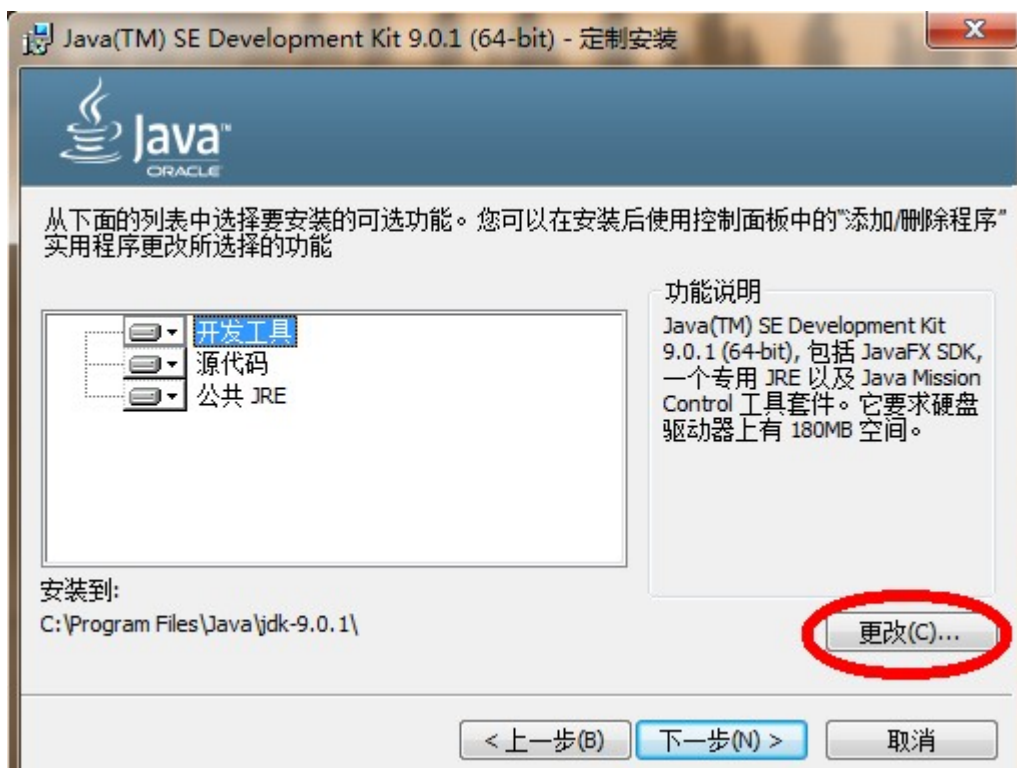 Java(TM) SE Development Kit 9.0.1 (64-bit) - 定制安装
X
Java™
ORACLE
从下面的列表中选择要安装的可选功能。您可以在安装后使用控制面板中的"添加/删除程序"
实用程序更改所选择的功能
开发工具
源代码
公共 JRE
功能说明
Java(TM) SE Development Kit
9.0.1 (64-bit), 包括 JavaFX SDK,
一个专用 JRE 以及 Java Mission
Control 工具套件。它要求硬盘
驱动器上有 180MB 空间。
安装到:
C:\Program Files\Java\jdk-9.0.1\
更改(C)...
< 上一步(B)
下一步(N) >
取消